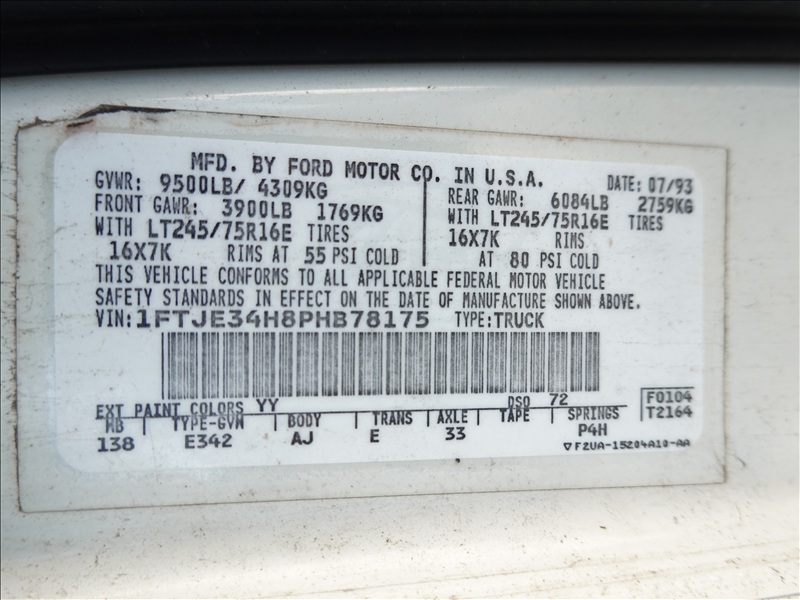 MFD. BY FORD MOTOR CO. IN U.S.A.
GVWR: 9500LB/ 4309KG
DATE: 07/93
FRONT GAWR: 3900LB 1769KG
REAR GAWR: 6084LB 2759KG
WITH LT245/75R16E TIRES
WITH LT245/75R16E TIRES
16X7K RIMS AT 55 PSI COLD
16X7K RIMS
AT 80 PSI COLD
THIS VEHICLE CONFORMS TO ALL APPLICABLE FEDERAL MOTOR VEHICLE
SAFETY STANDARDS IN EFFECT ON THE DATE OF MANUFACTURE SHOWN ABOVE.
VIN: 1FTJE34H8PHB78175 TYPE: TRUCK
EXT PAINT COLORS YY DSO 72
F0104
T2164
WB TYPE-GVW BODY TRANS AXLE TAPE SPRINGS
138 E342 AJ E 33 P4H
▽F2UA-15204A10-AA